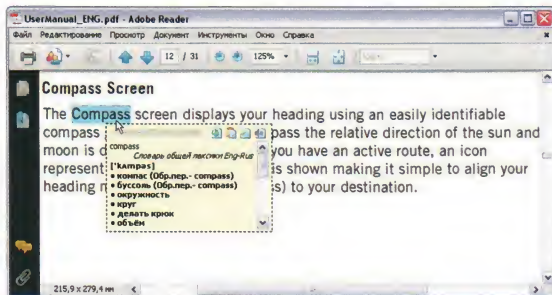 UserManual_ENG.pdf - Adobe Reader
Файл Редактирование Просмотр Документ Инструменты Окно Справка
12 / 31 125%
Compass Screen
The Compass screen displays your heading using an easily identifiable
compass pass the relative direction of the sun and
moon is d you have an active route, an icon
represent is shown making it simple to align your
heading s) to your destination.
compass
Словарь общей лексики Eng-Rus
['kʌmpəs]
• компас (Обр.пер.- compass)
• буссоль (Обр.пер.- compass)
• окружность
• круг
• делать крюк
• объём
215,9 x 279,4 мм